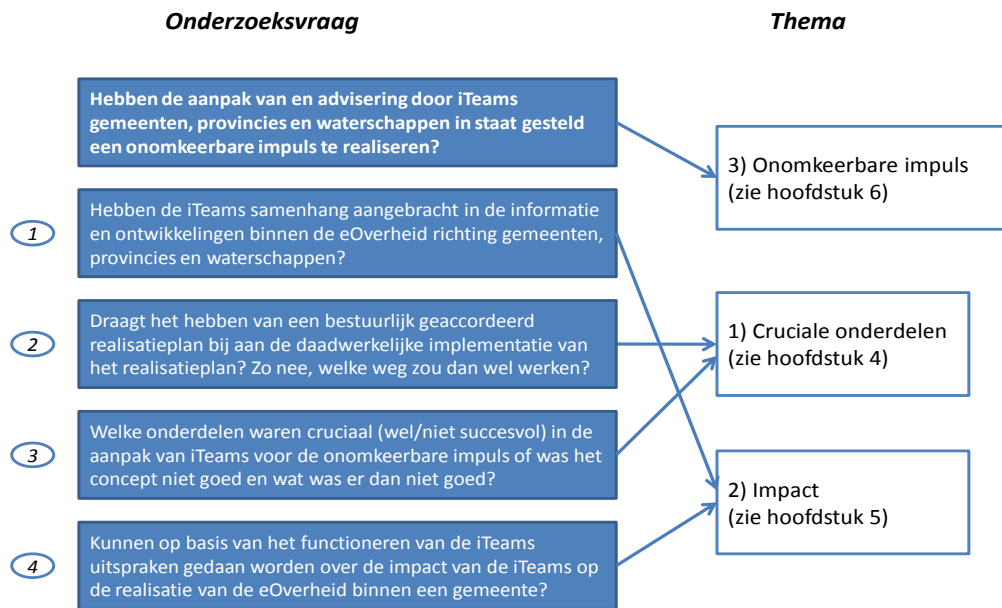 Onderzoeksvraag
Thema
Hebben de aanpak van en advisering door iTeams
gemeenten, provincies en waterschappen in staat gesteld
een onomkeerbare impuls te realiseren?
3) Onomkeerbare impuls
(zie hoofdstuk 6)
1
Hebben de iTeams samenhang aangebracht in de informatie
en ontwikkelingen binnen de eOverheid richting gemeenten,
provincies en waterschappen?
2
Draagt het hebben van een bestuurlijk geaccordeerd
realisatieplan bij aan de daadwerkelijke implementatie van
het realisatieplan? Zo nee, welke weg zou dan wel werken?
1) Cruciale onderdelen
(zie hoofdstuk 4)
3
Welke onderdelen waren cruciaal (wel/niet succesvol) in de
aanpak van iTeams voor de onomkeerbare impuls of was het
concept niet goed en wat was er dan niet goed?
2) Impact
(zie hoofdstuk 5)
4
Kunnen op basis van het functioneren van de iTeams
uitspraken gedaan worden over de impact van de iTeams op
de realisatie van de eOverheid binnen een gemeente?